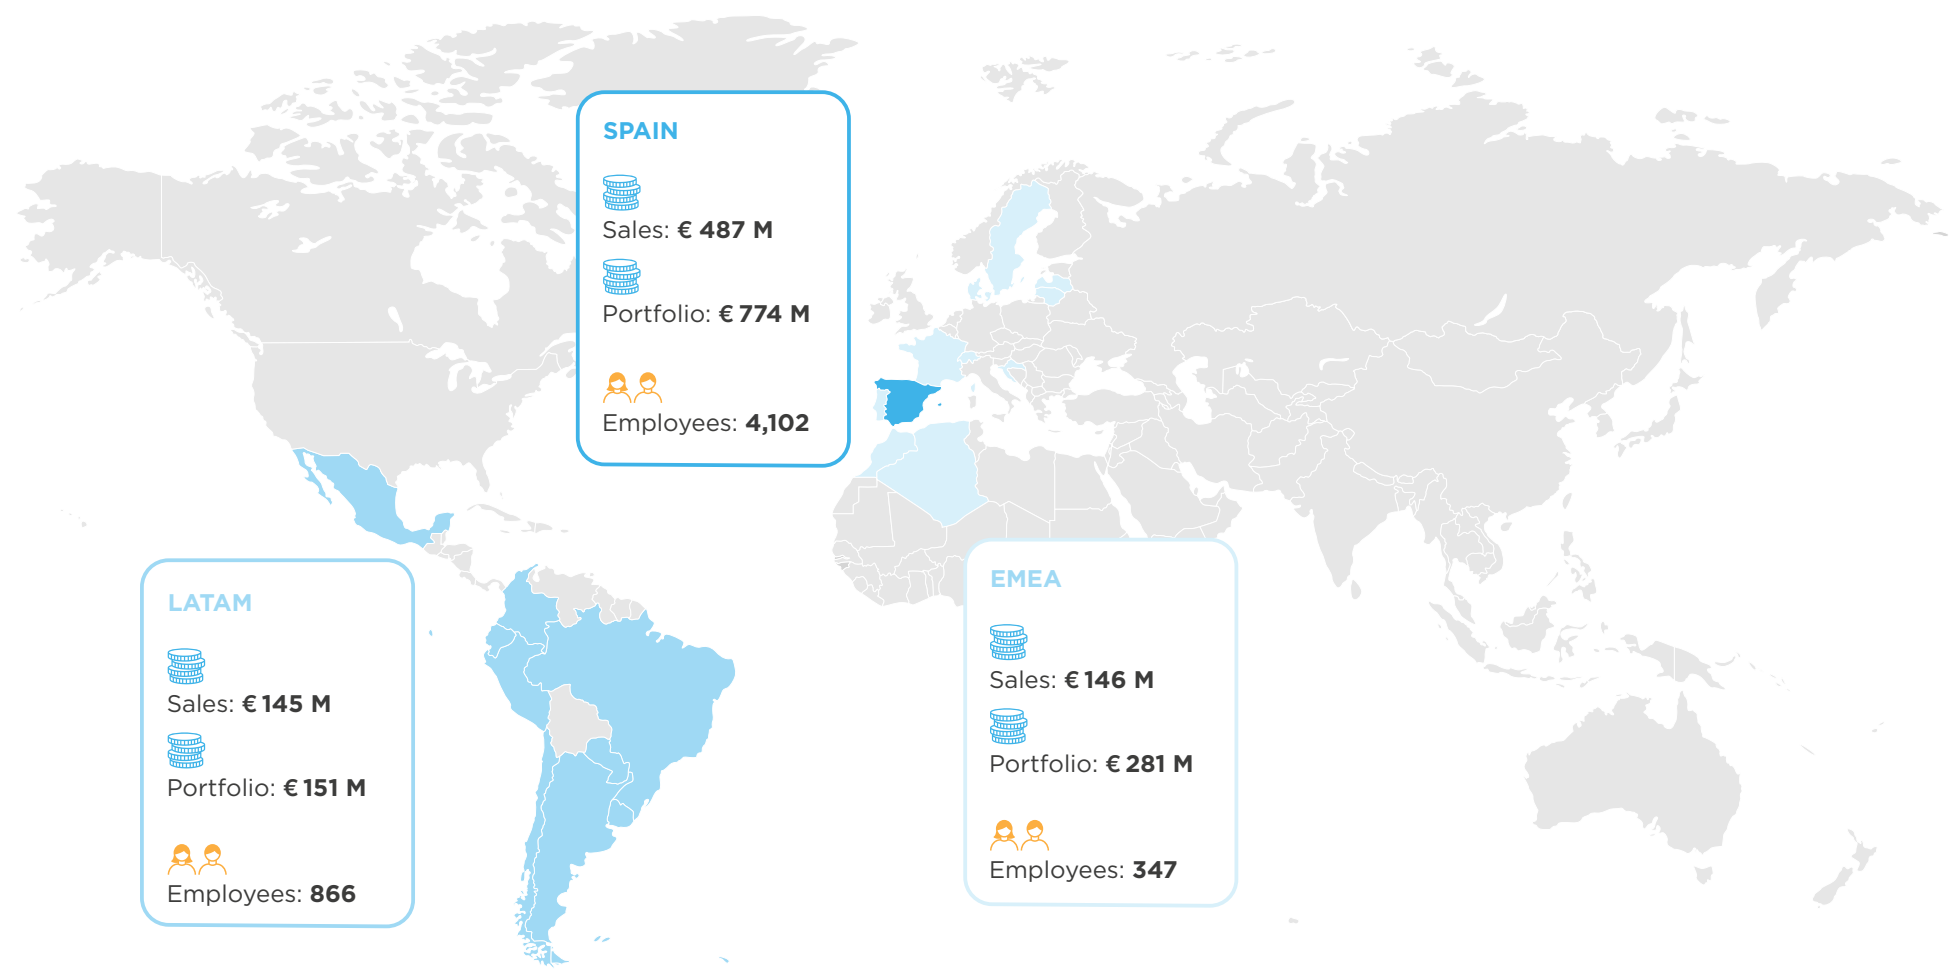 SPAIN
Sales: € 487 M
Portfolio: € 774 M
Employees: 4,102
LATAM
Sales: € 145 M
Portfolio: € 151 M
Employees: 866
EMEA
Sales: € 146 M
Portfolio: € 281 M
Employees: 347